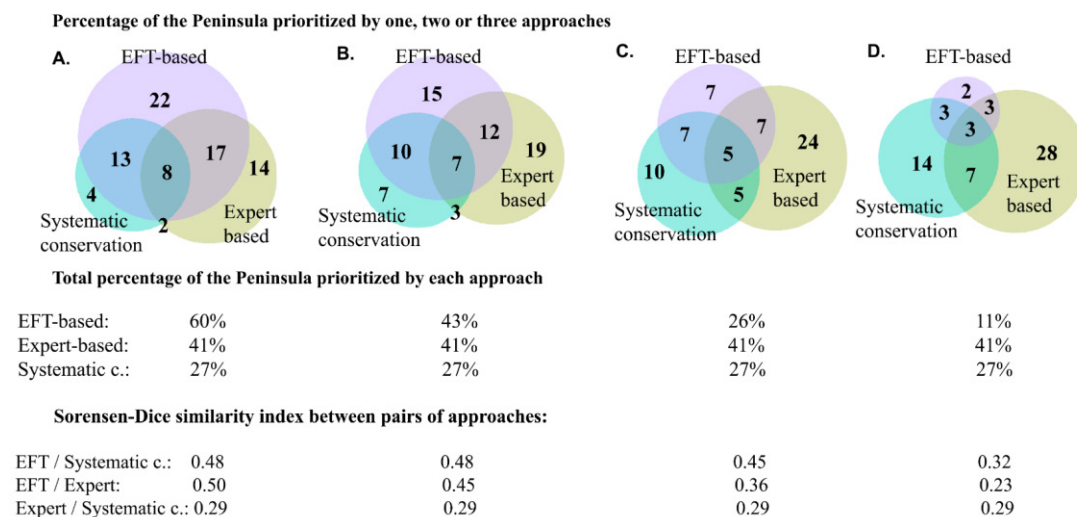 Percentage of the Peninsula prioritized by one, two or three approaches
A.
EFT-based
22
13
8
17
14
4
2
Systematic
conservation
Expert
based
B.
EFT-based
15
10
7
12
19
7
3
Systematic
conservation
Expert
based
C.
EFT-based
7
7
5
7
24
10
5
Systematic
conservation
Expert
based
D.
EFT-based
2
3
3
3
14
7
28
Systematic
conservation
Expert
based
Total percentage of the Peninsula prioritized by each approach
EFT-based: 60% 43% 26% 11%
Expert-based: 41% 41% 41% 41%
Systematic c.: 27% 27% 27% 27%
Sorensen-Dice similarity index between pairs of approaches:
EFT / Systematic c.: 0.48 0.48 0.45 0.32
EFT / Expert: 0.50 0.45 0.36 0.23
Expert / Systematic c.: 0.29 0.29 0.29 0.29